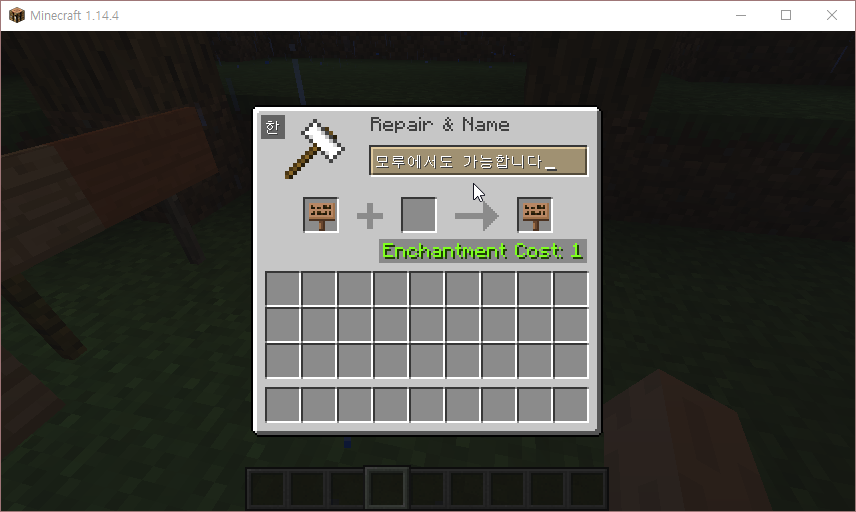 Minecraft 1.14.4
한
Repair & Name
모루에서도 가능합니다_
Enchantment Cost: 1